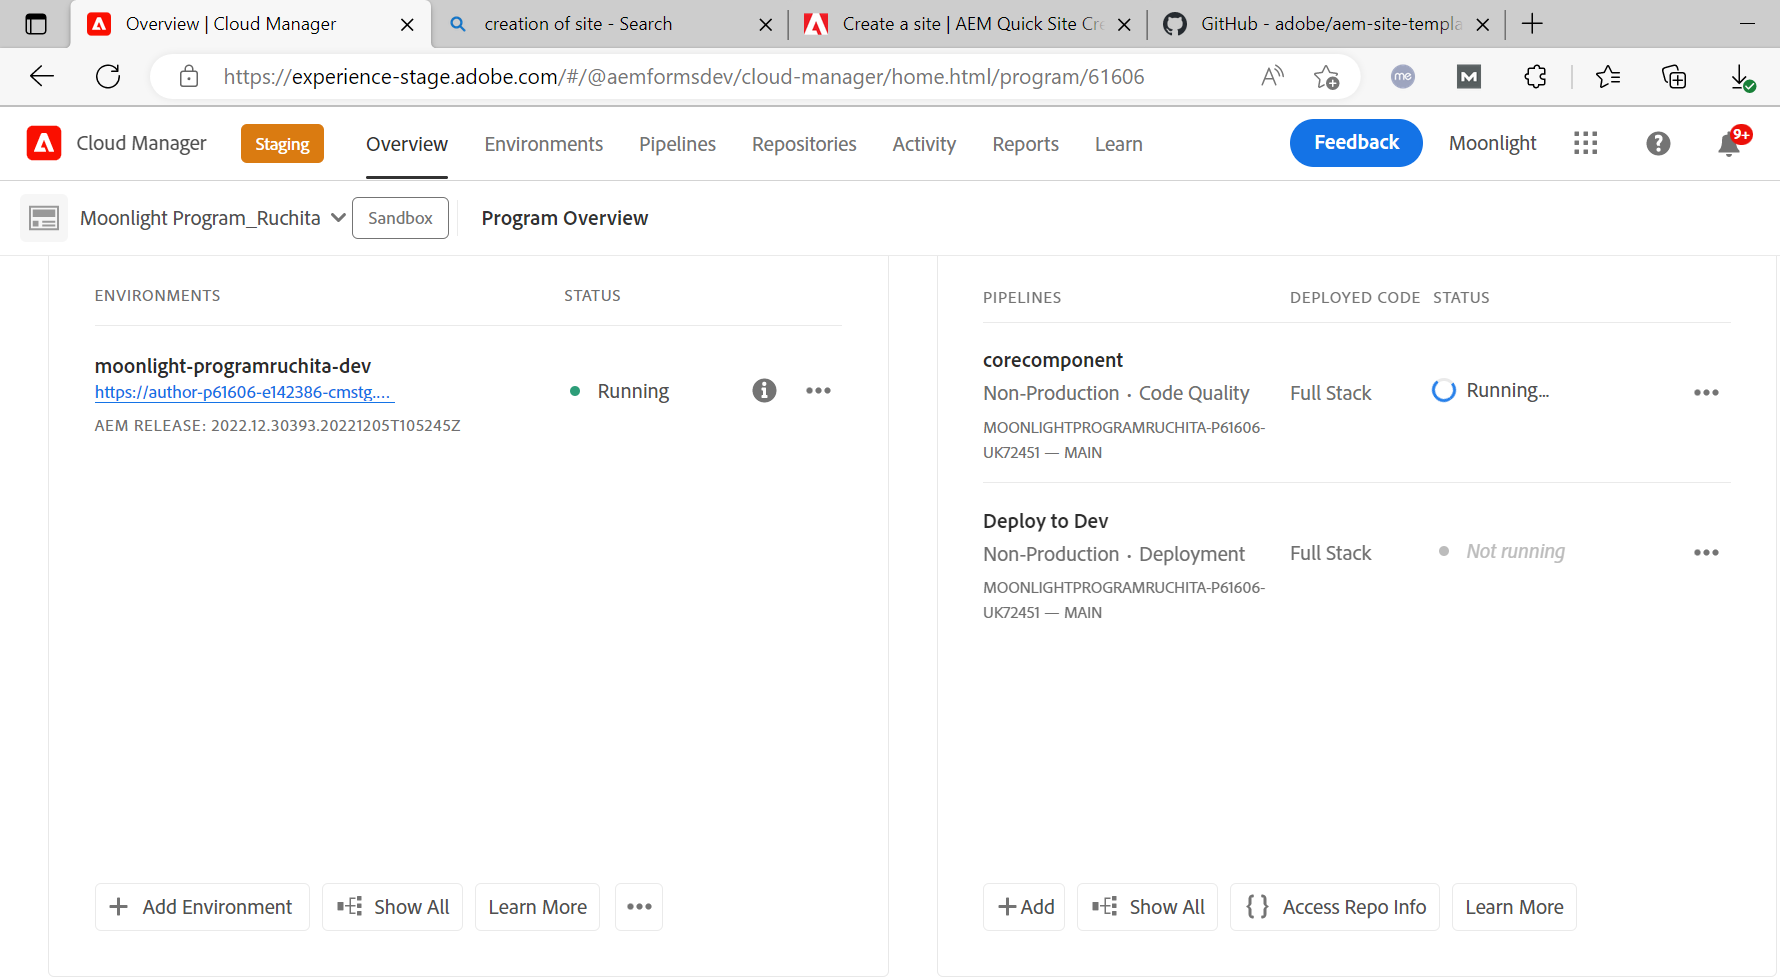 Overview | Cloud Manager
creation of site - Search
Create a site | AEM Quick Site Cre
GitHub - adobe/aem-site-templa
https://experience-stage.adobe.com/#/@aemformsdev/cloud-manager/home.html/program/61606
me
M
Cloud Manager
Staging
Overview
Environments
Pipelines
Repositories
Activity
Reports
Learn
Feedback
Moonlight
9+
Moonlight Program_Ruchita
Sandbox
Program Overview
ENVIRONMENTS
STATUS
moonlight-programruchita-dev
https://author-p61606-e142386-cmstg....
AEM RELEASE: 2022.12.30393.20221205T105245Z
Running
Add Environment
Show All
Learn More
PIPELINES
DEPLOYED CODE
STATUS
corecomponent
Non-Production · Code Quality
Full Stack
Running...
MOONLIGHTPROGRAMRUCHITA-P61606-
UK72451 — MAIN
Deploy to Dev
Non-Production · Deployment
Full Stack
Not running
MOONLIGHTPROGRAMRUCHITA-P61606-
UK72451 — MAIN
Add
Show All
Access Repo Info
Learn More